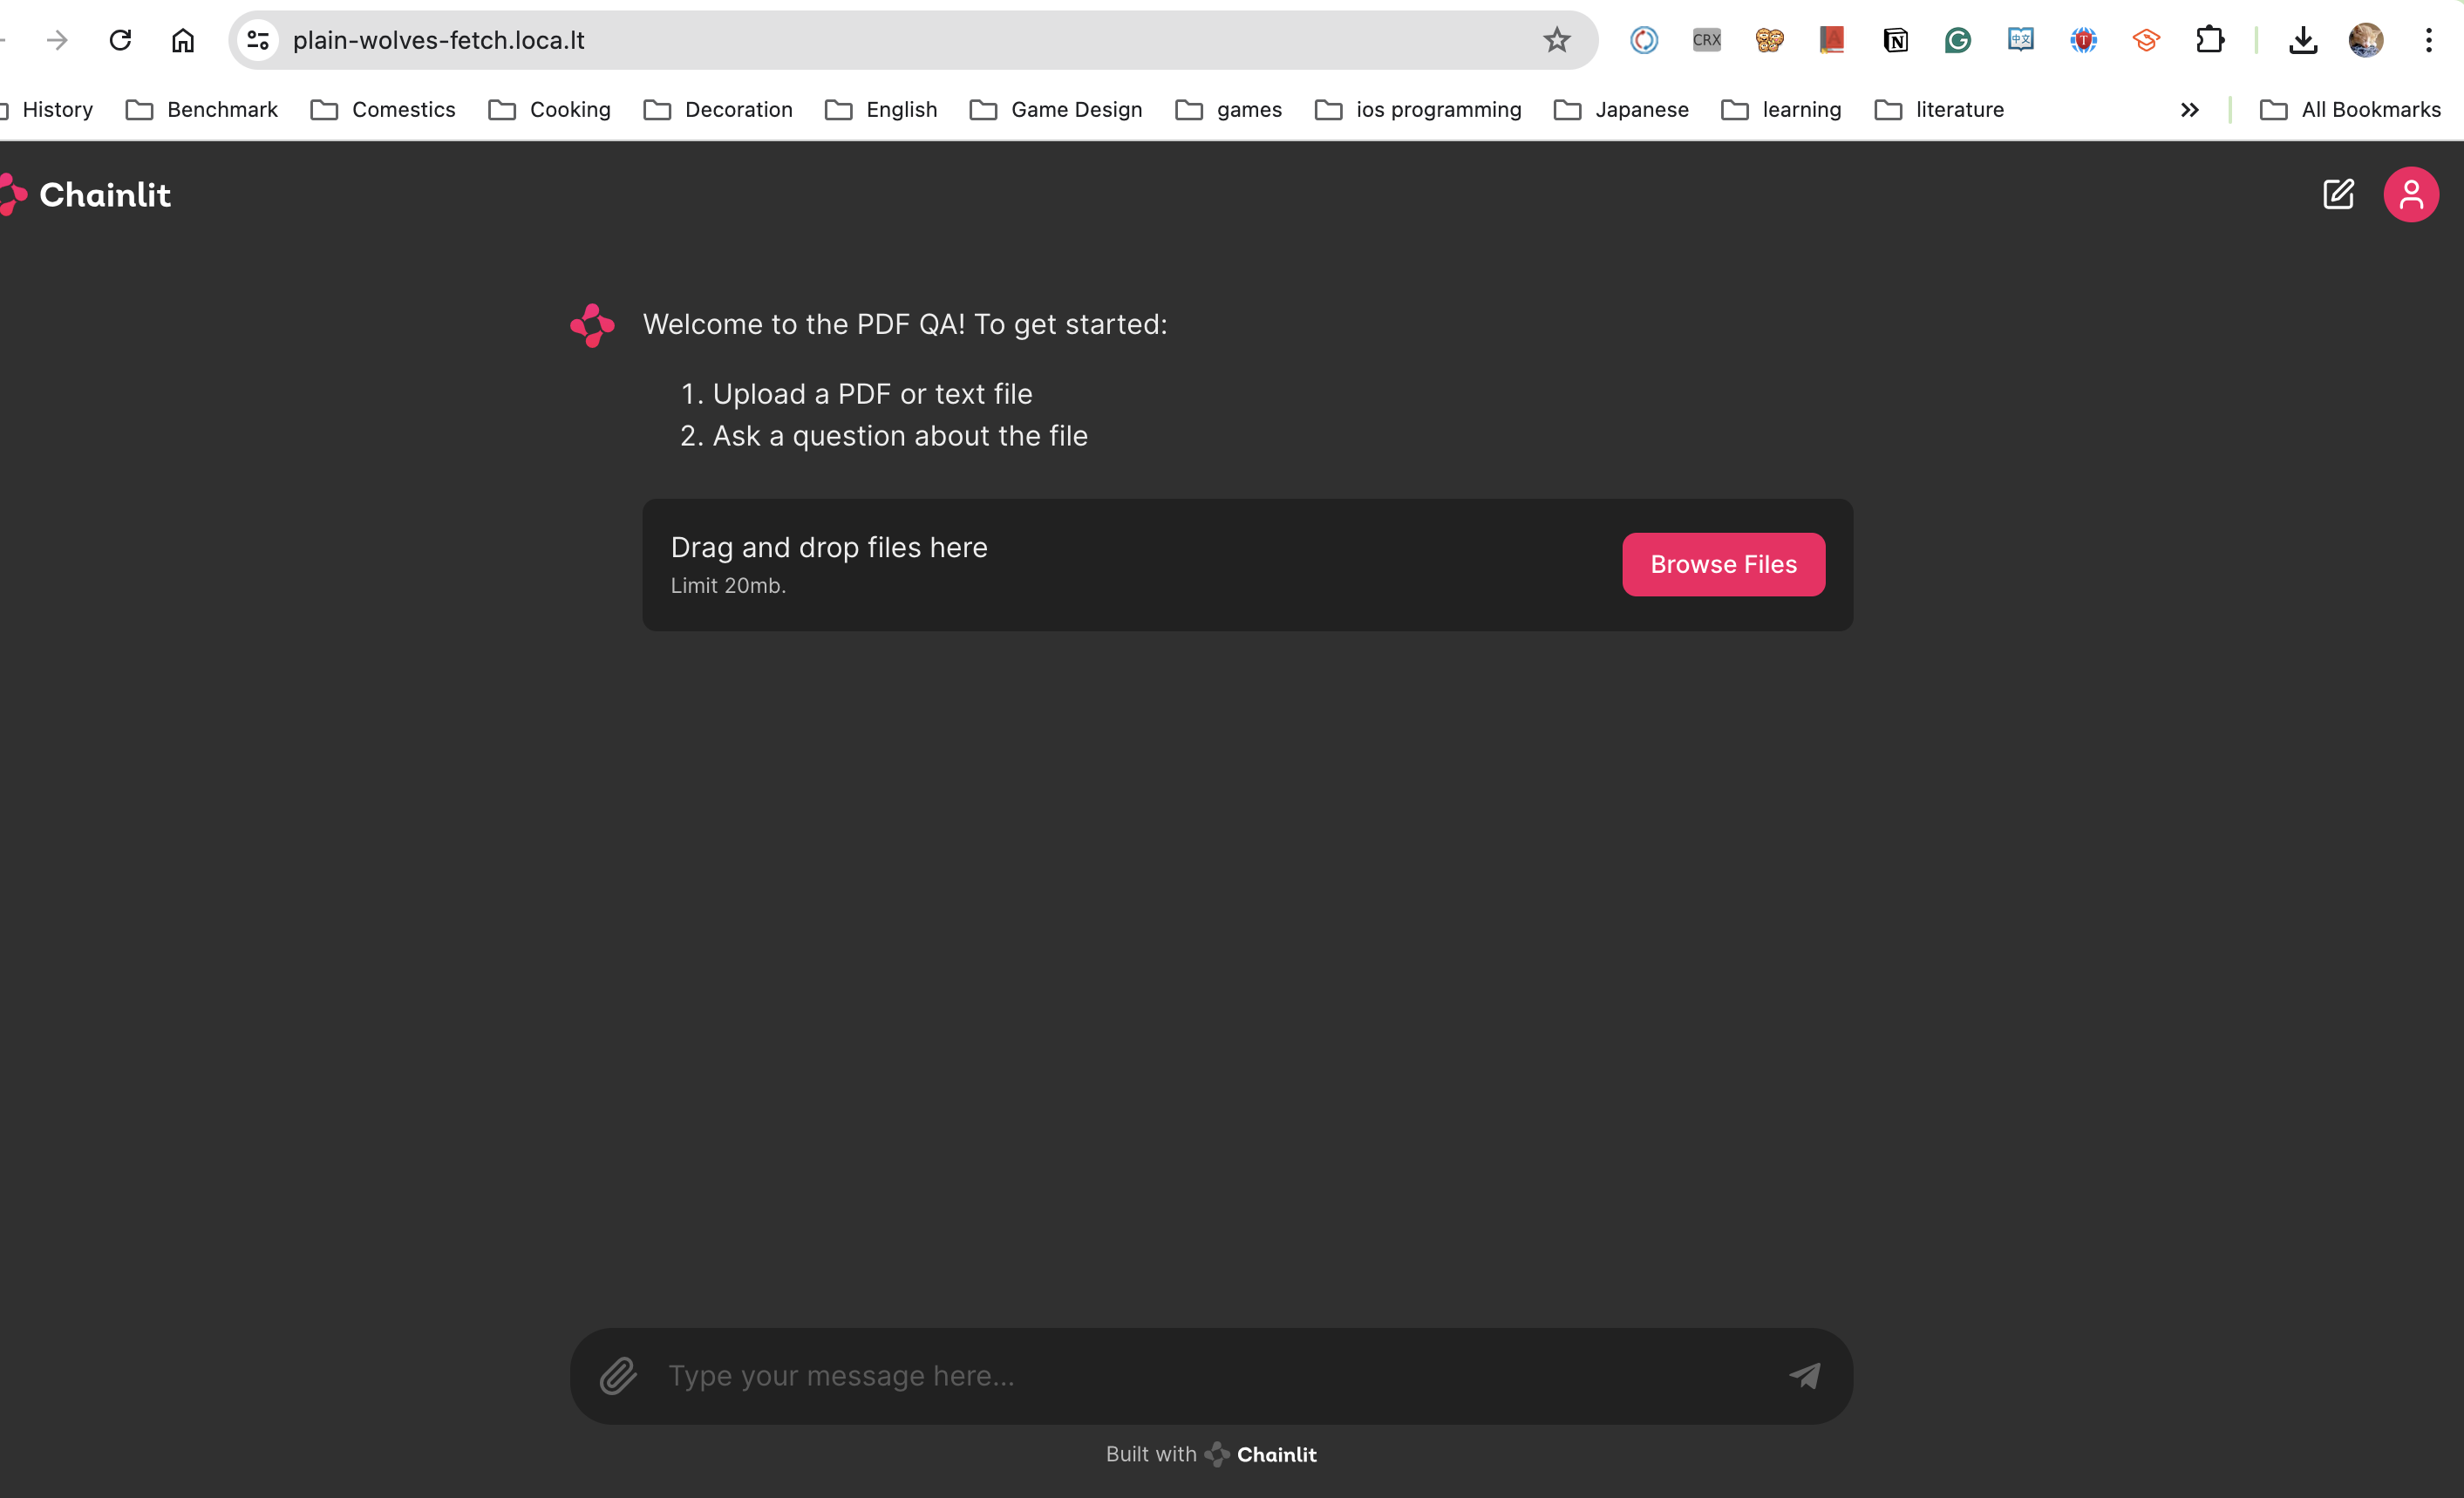 plain-wolves-fetch.loca.lt
CRX
History Benchmark Comestics Cooking Decoration English Game Design games ios programming Japanese learning literature All Bookmarks
Chainlit
Welcome to the PDF QA! To get started:
1. Upload a PDF or text file
2. Ask a question about the file
Drag and drop files here
Limit 20mb.
Browse Files
Type your message here...
Built with Chainlit